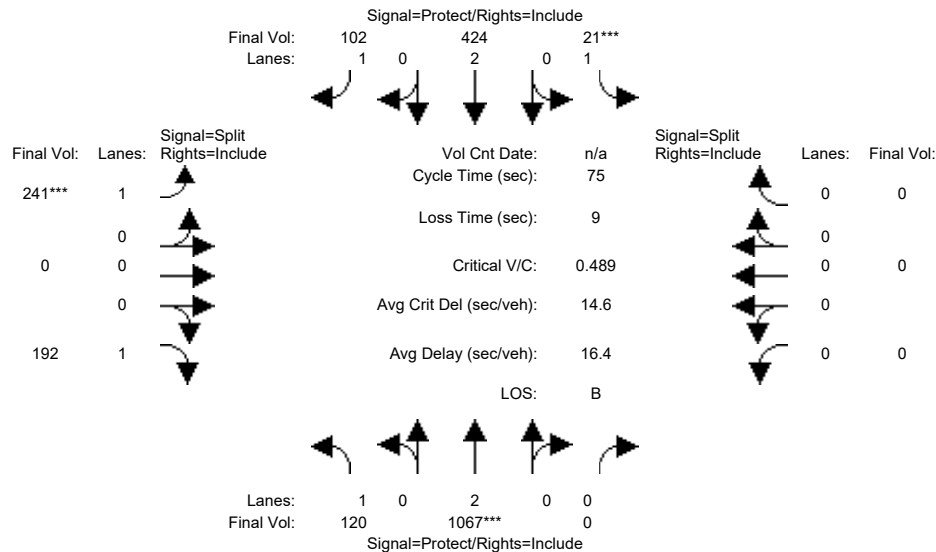 Signal=Protect/Rights=Include
Final Vol: 102 424 21***
Lanes: 1 0 2 0 1
Signal=Split
Final Vol: Lanes: Rights=Include
Vol Cnt Date: n/a
Signal=Split
Rights=Include Lanes: Final Vol:
Cycle Time (sec): 75
241*** 1
0 0
Loss Time (sec): 9
0
0
0 0
Critical V/C: 0.489
0 0
0
Avg Crit Del (sec/veh): 14.6
0
192 1
Avg Delay (sec/veh): 16.4
0 0
LOS: B
Lanes: 1 0 2 0 0
Final Vol: 120 1067*** 0
Signal=Protect/Rights=Include